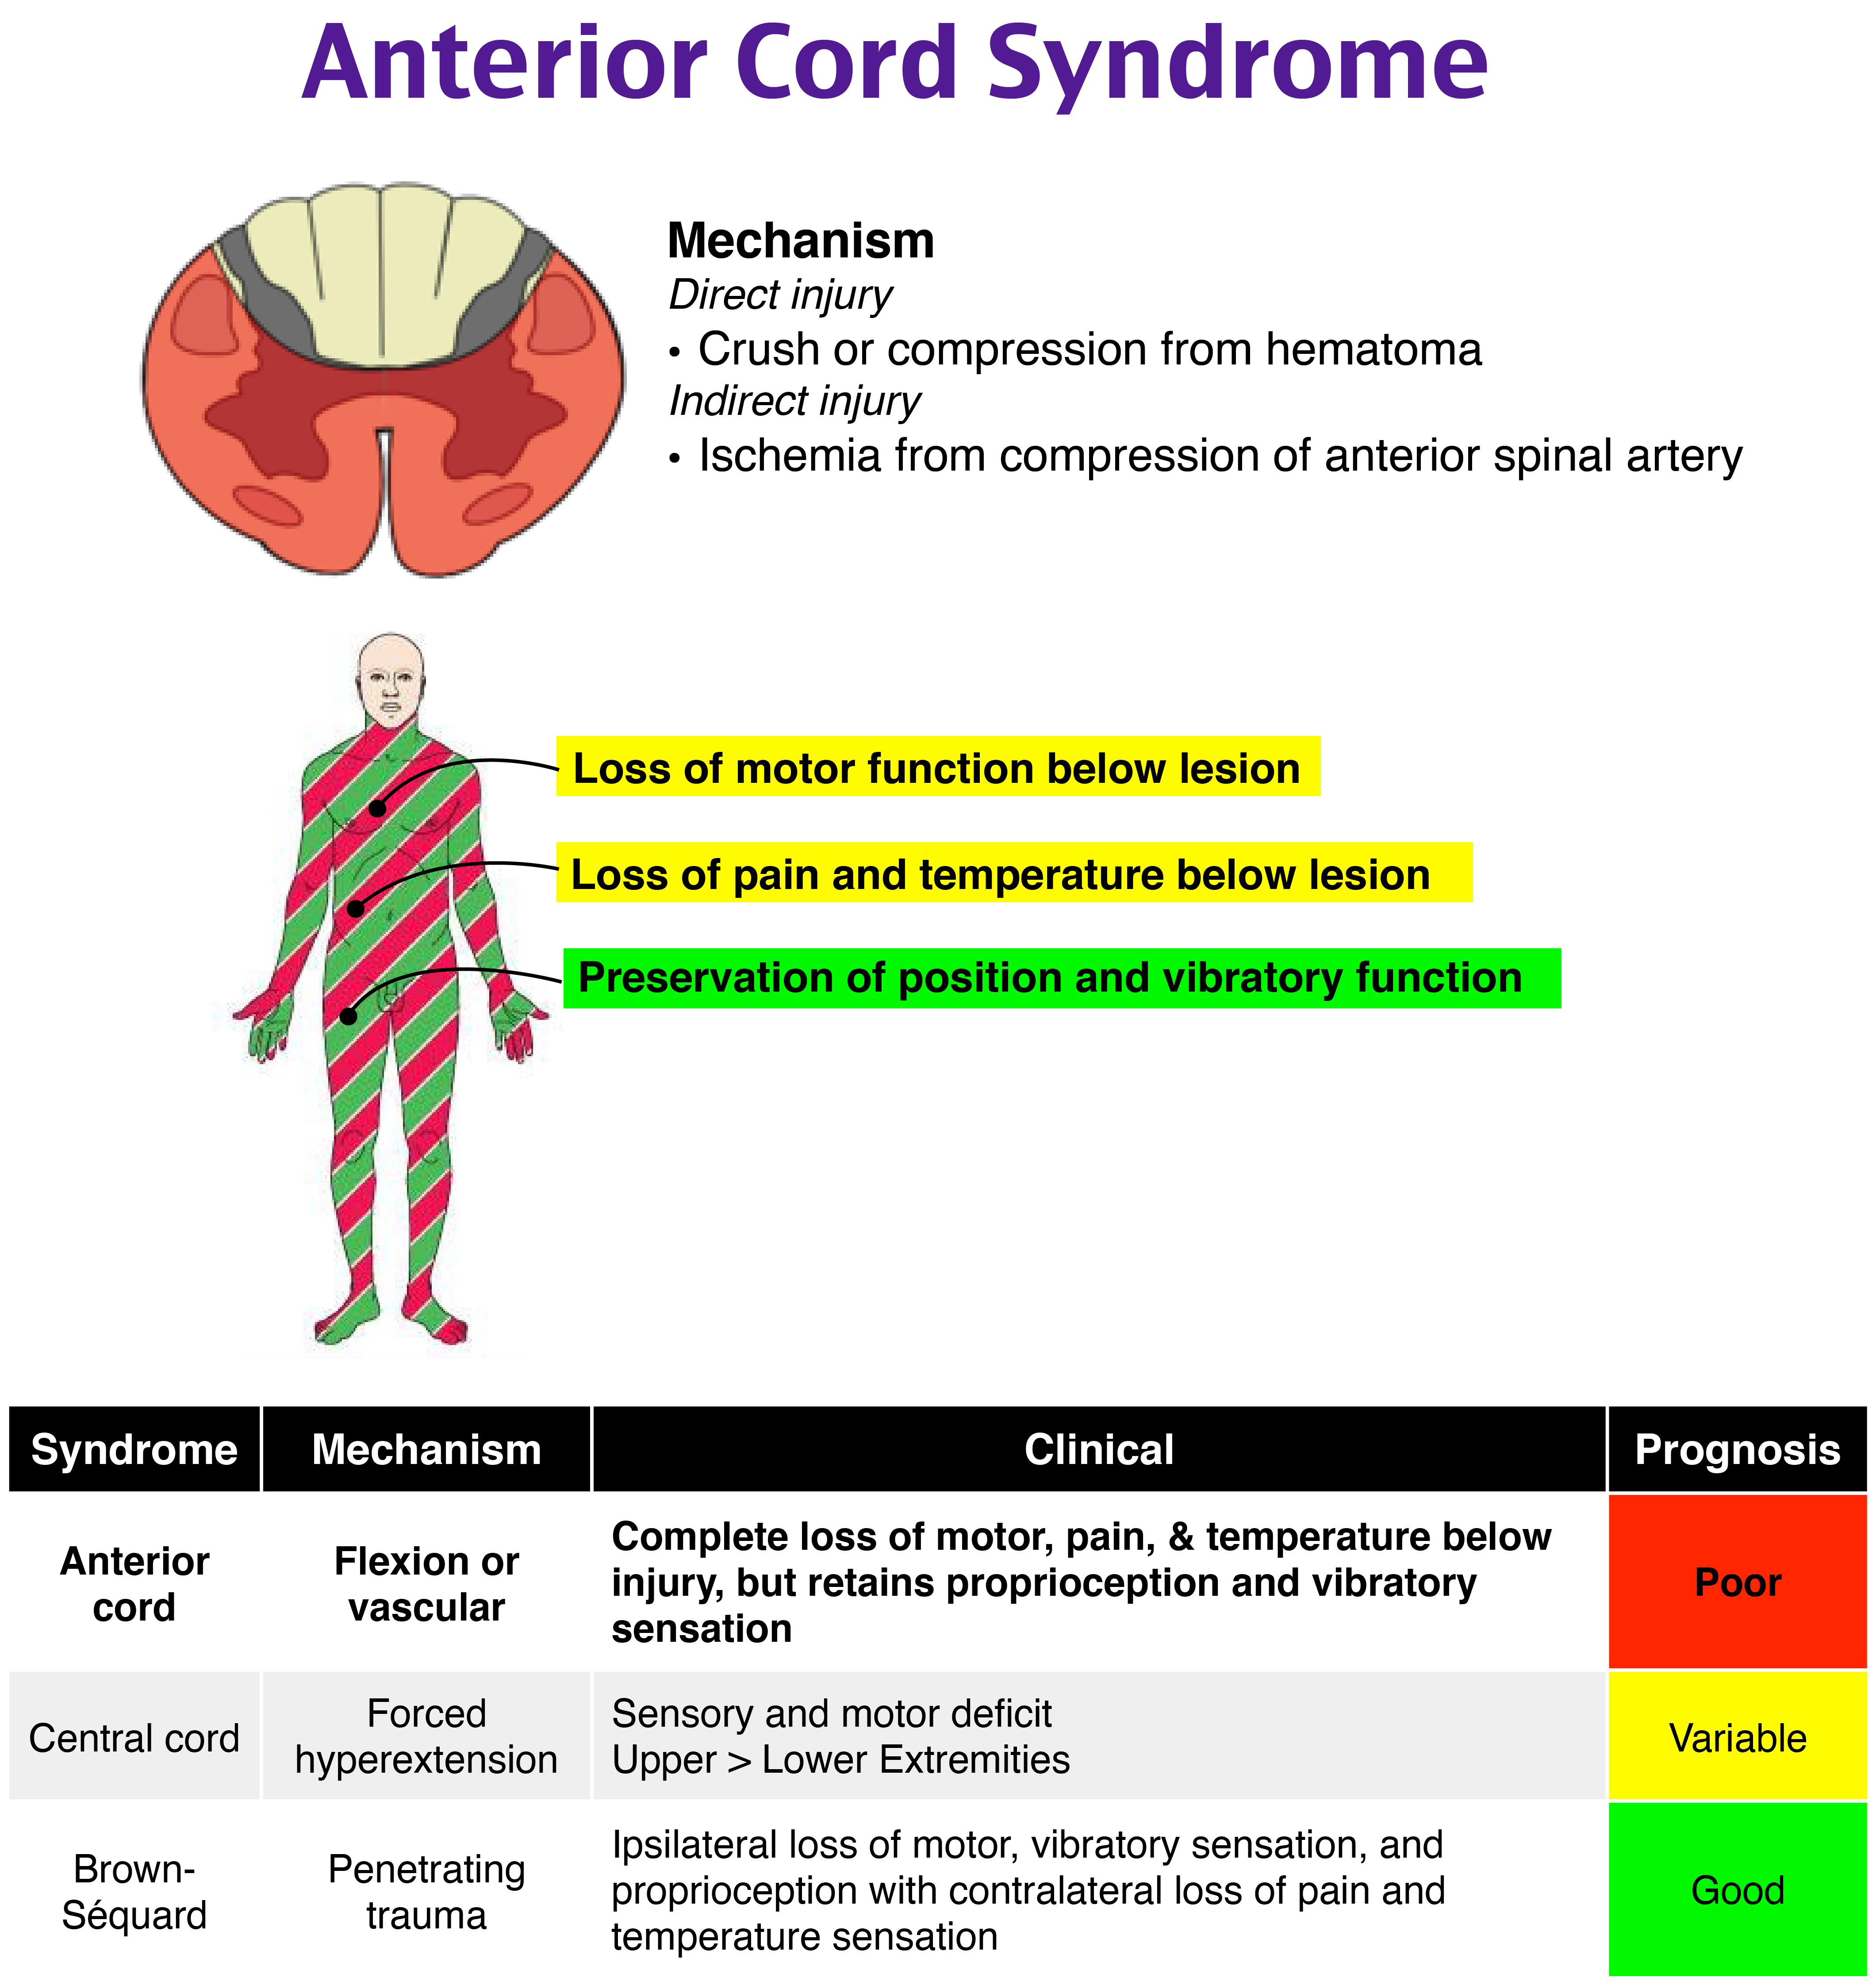 Anterior Cord Syndrome
Mechanism
Direct injury
• Crush or compression from hematoma
Indirect injury
• Ischemia from compression of anterior spinal artery
Loss of motor function below lesion
Loss of pain and temperature below lesion
Preservation of position and vibratory function
Syndrome Mechanism Clinical Prognosis
Anterior
cord
Flexion or
vascular
Complete loss of motor, pain, & temperature below
injury, but retains proprioception and vibratory
sensation
Poor
Central cord
Forced
hyperextension
Sensory and motor deficit
Upper > Lower Extremities
Variable
Brown-
Séquard
Penetrating
trauma
Ipsilateral loss of motor, vibratory sensation, and
proprioception with contralateral loss of pain and
temperature sensation
Good